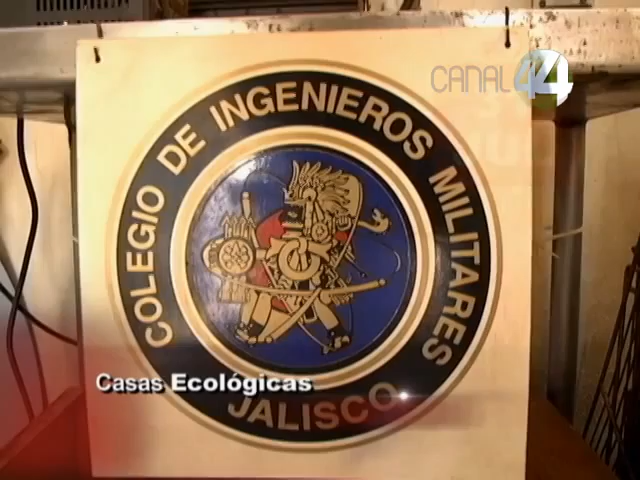 CANAL 44
COLEGIO DE INGENIEROS MILITARES
JALISCO
Casas Ecológicas